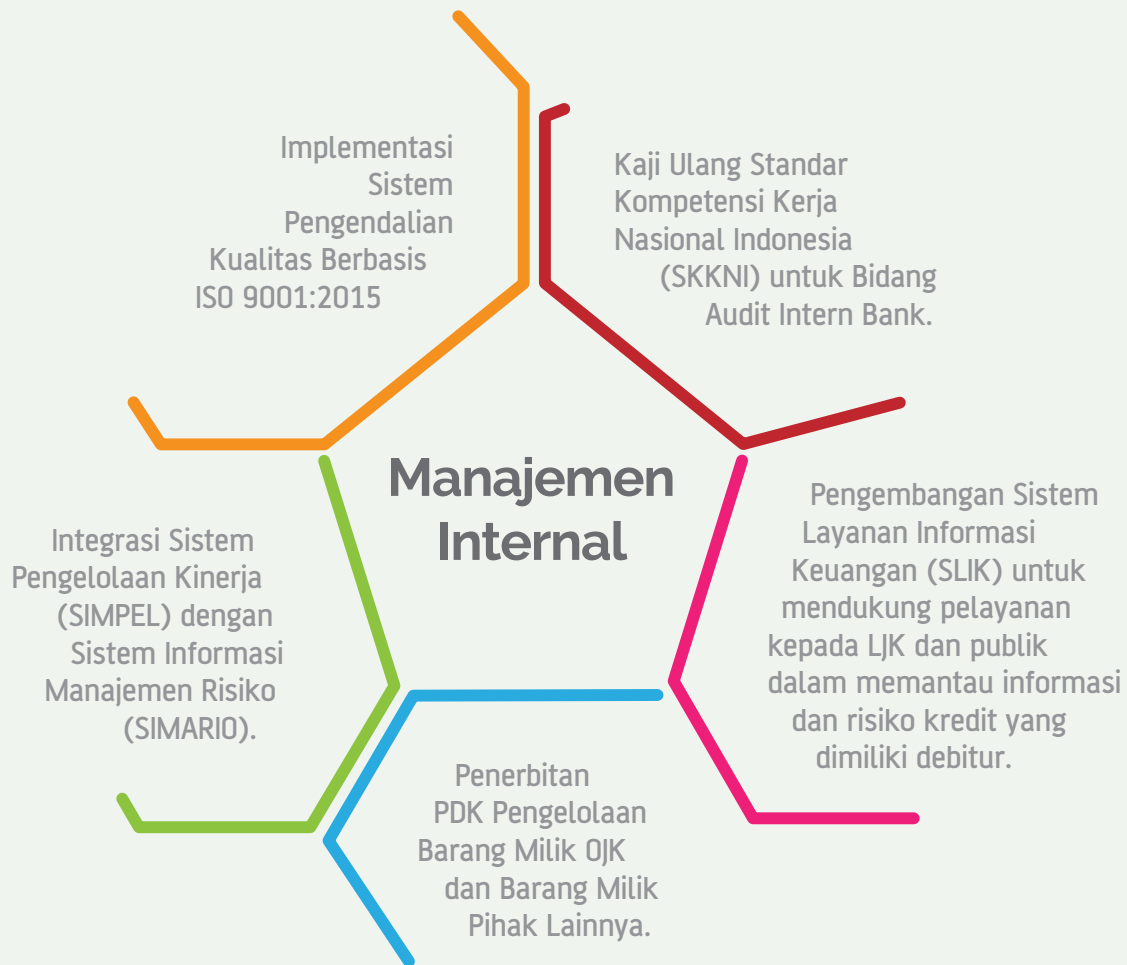 Implementasi
Sistem
Pengendalian
Kualitas Berbasis
ISO 9001:2015
Kaji Ulang Standar
Kompetensi Kerja
Nasional Indonesia
(SKKNI) untuk Bidang
Audit Intern Bank.
Manajemen
Internal
Integrasi Sistem
Pengelolaan Kinerja
(SIMPEL) dengan
Sistem Informasi
Manajemen Risiko
(SIMARIO).
Pengembangan Sistem
Layanan Informasi
Keuangan (SLIK) untuk
mendukung pelayanan
kepada LJK dan publik
dalam memantau informasi
dan risiko kredit yang
dimiliki debitur.
Penerbitan
PDK Pengelolaan
Barang Milik OJK
dan Barang Milik
Pihak Lainnya.